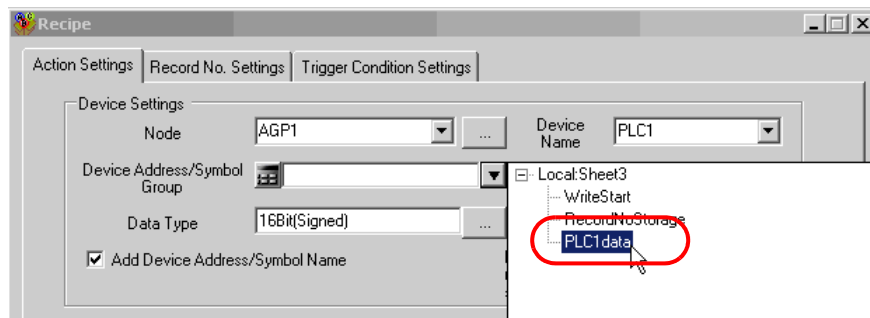 Recipe
Action Settings Record No. Settings Trigger Condition Settings
Device Settings
Node AGP1 ... Device Name PLC1
Device Address/Symbol Group
Local:Sheet3
WriteStart
RecordNoStorage
PLC1data
Data Type 16Bit(Signed) ...
Add Device Address/Symbol Name